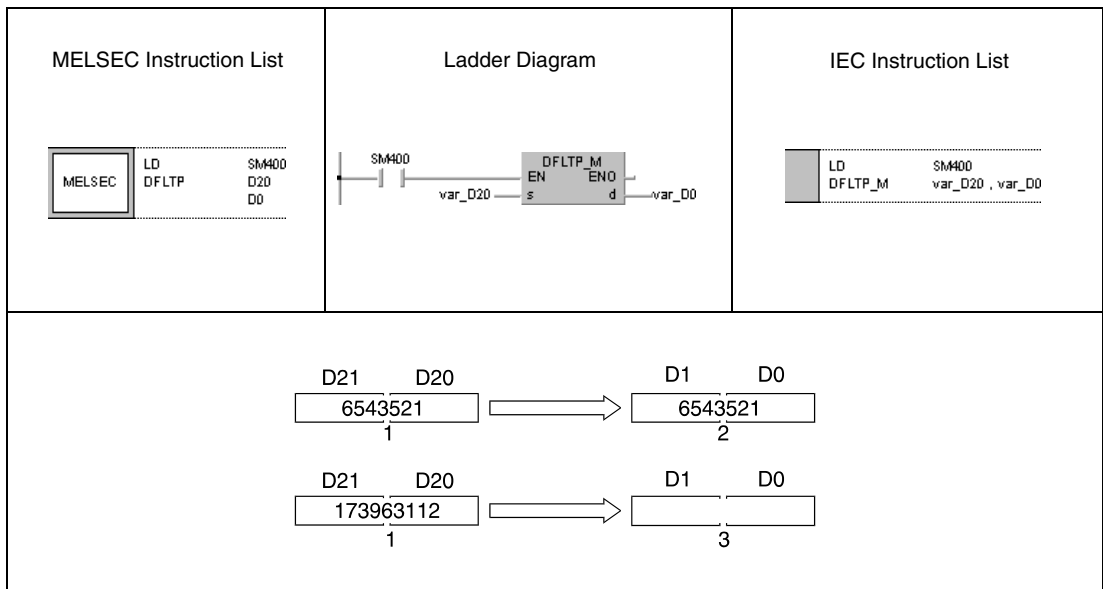 MELSEC Instruction List
Ladder Diagram
IEC Instruction List
MELSEC
LD SM400
DFLTP D20
D0
SM400
DFLTP_M
EN ENO
var_D20 s d var_D0
LD SM400
DFLTP_M var_D20 , var_D0
D21 D20 D1 D0
6543521 6543521
1 2
D21 D20 D1 D0
173963112
1 3